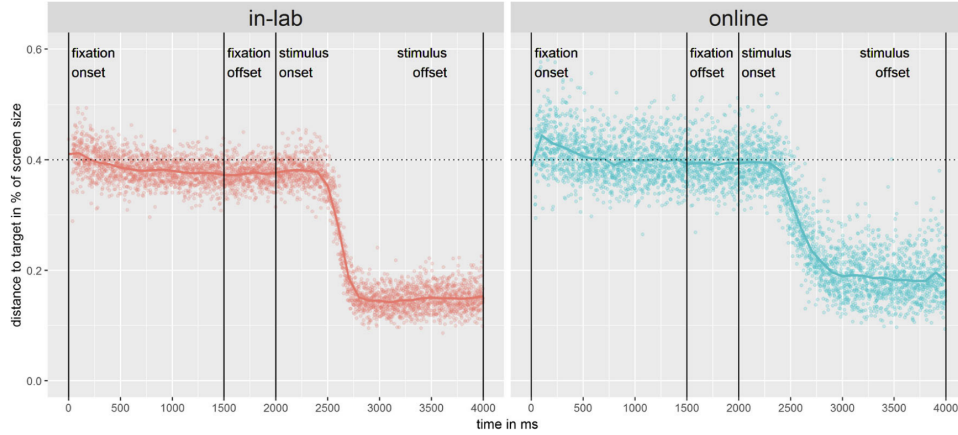 in-lab
online
distance to target in % of screen size
0.6
0.4
0.2
0.0
fixation
onset
fixation
offset
stimulus
onset
stimulus
offset
fixation
onset
fixation
offset
stimulus
onset
stimulus
offset
0 500 1000 1500 2000 2500 3000 3500 4000
0 500 1000 1500 2000 2500 3000 3500 4000
time in ms